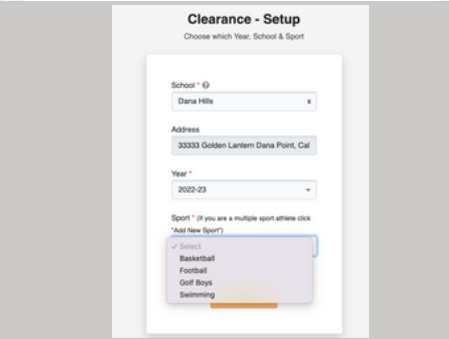 Clearance - Setup
Choose which Year, School & Sport
School *
Dana Hills x
Address
33333 Golden Lantern Dana Point, Cal
Year *
2022-23
Sport * (If you are a multiple sport athlete click
"Add New Sport")
✓ Select
Basketball
Football
Golf Boys
Swimming